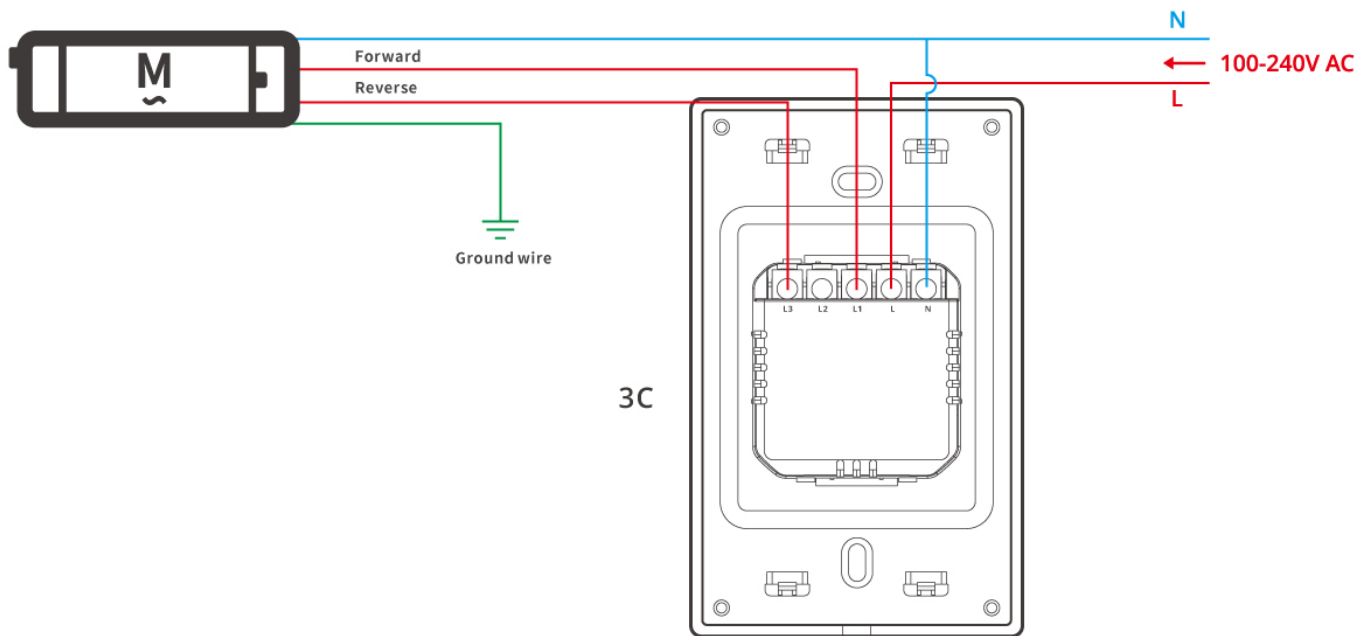 N
M
Forward
100-240V AC
Reverse
L
Ground wire
L3 L2 L1 L N
3C